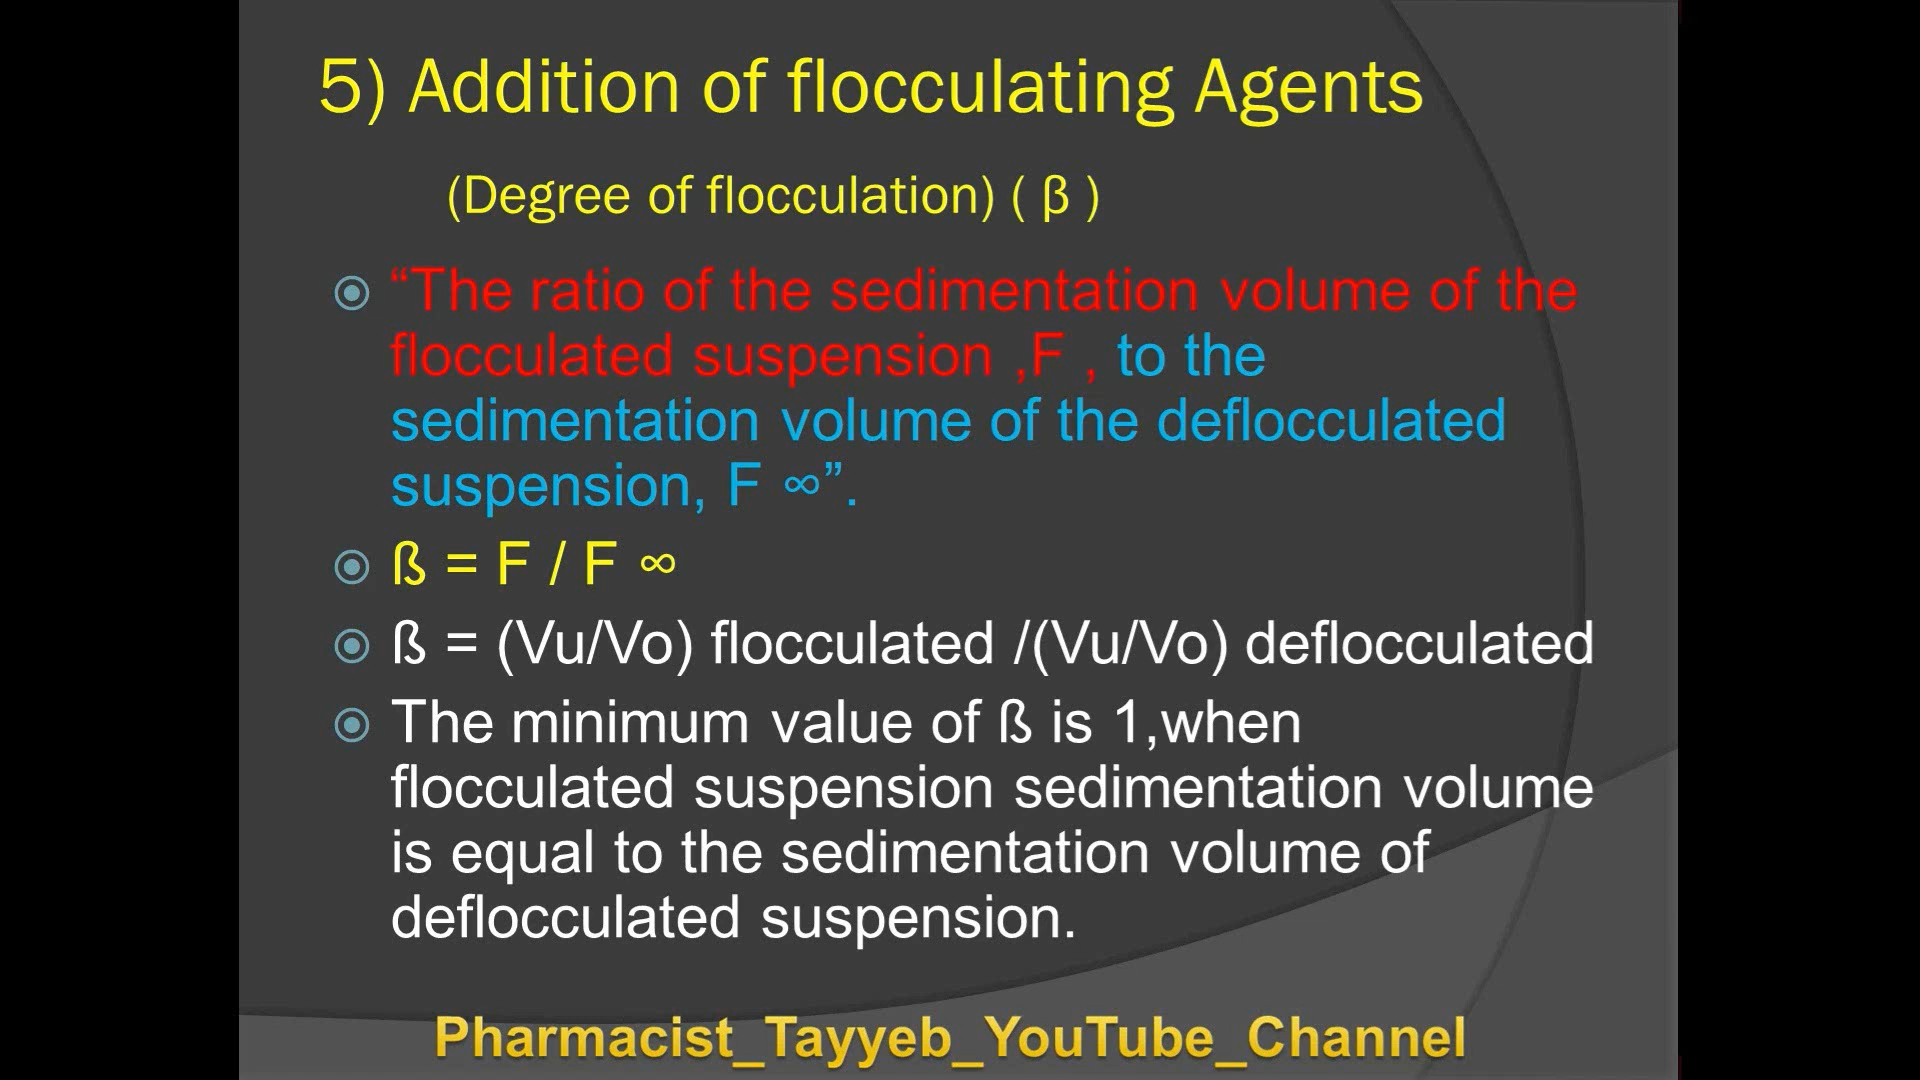 5) Addition of flocculating Agents
(Degree of flocculation) ( β )
“The ratio of the sedimentation volume of the
flocculated suspension ,F , to the
sedimentation volume of the deflocculated
suspension, F ∞”.
ß = F / F ∞
ß = (Vu/Vo) flocculated /(Vu/Vo) deflocculated
The minimum value of ß is 1,when
flocculated suspension sedimentation volume
is equal to the sedimentation volume of
deflocculated suspension.
Pharmacist_Tayyeb_YouTube_Channel